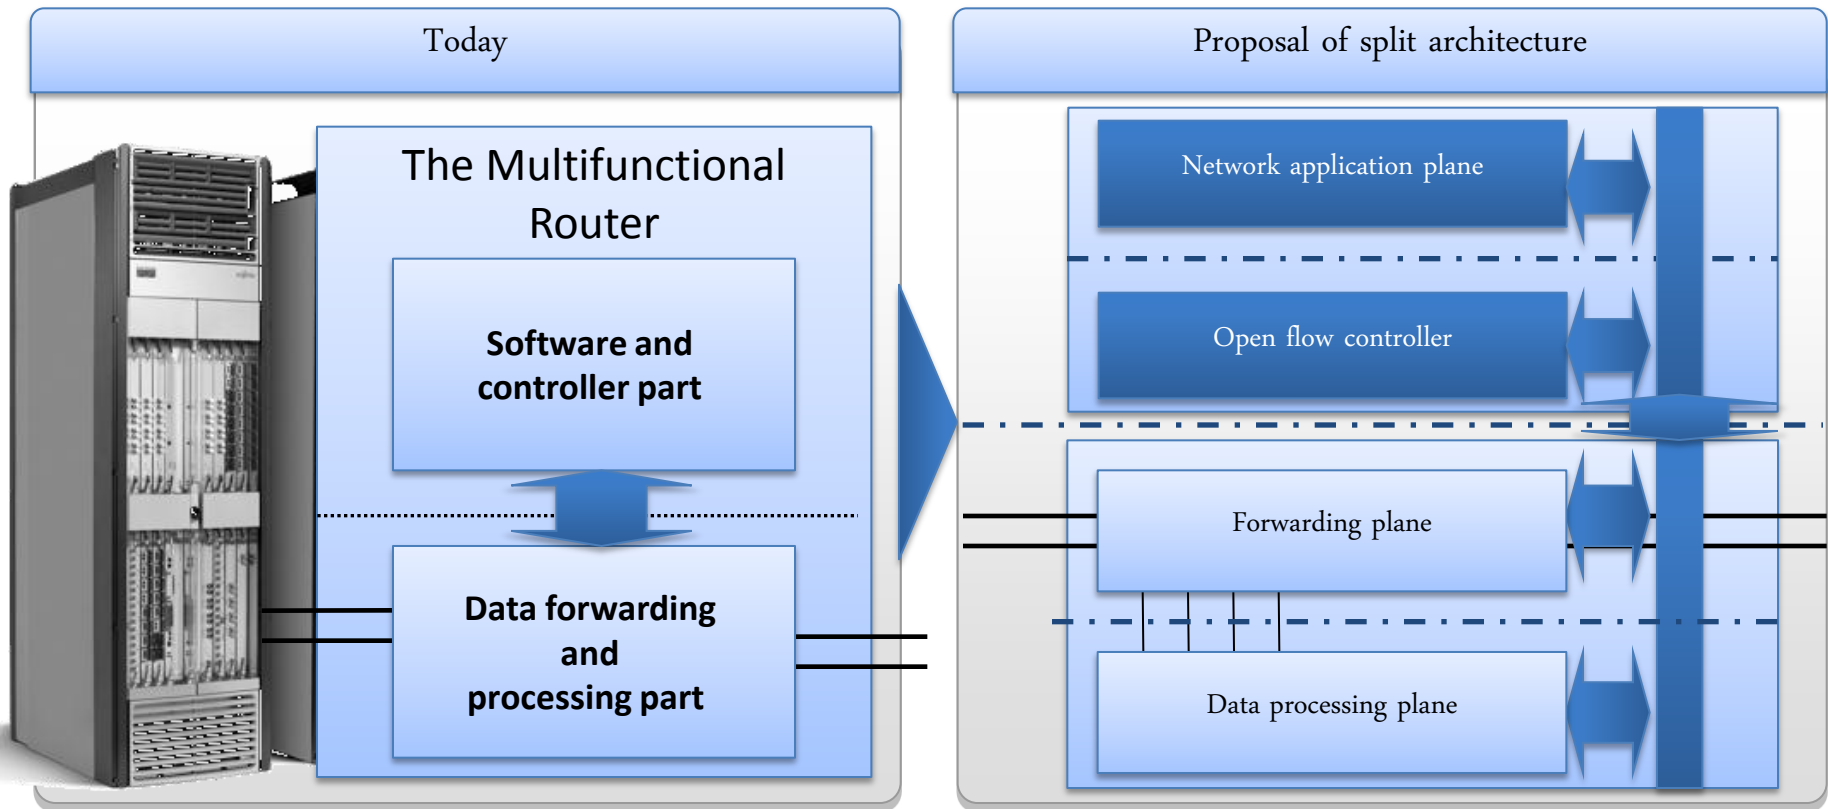 Today
The Multifunctional
Router
Software and
controller part
Data forwarding
and
processing part
Proposal of split architecture
Network application plane
Open flow controller
Forwarding plane
Data processing plane